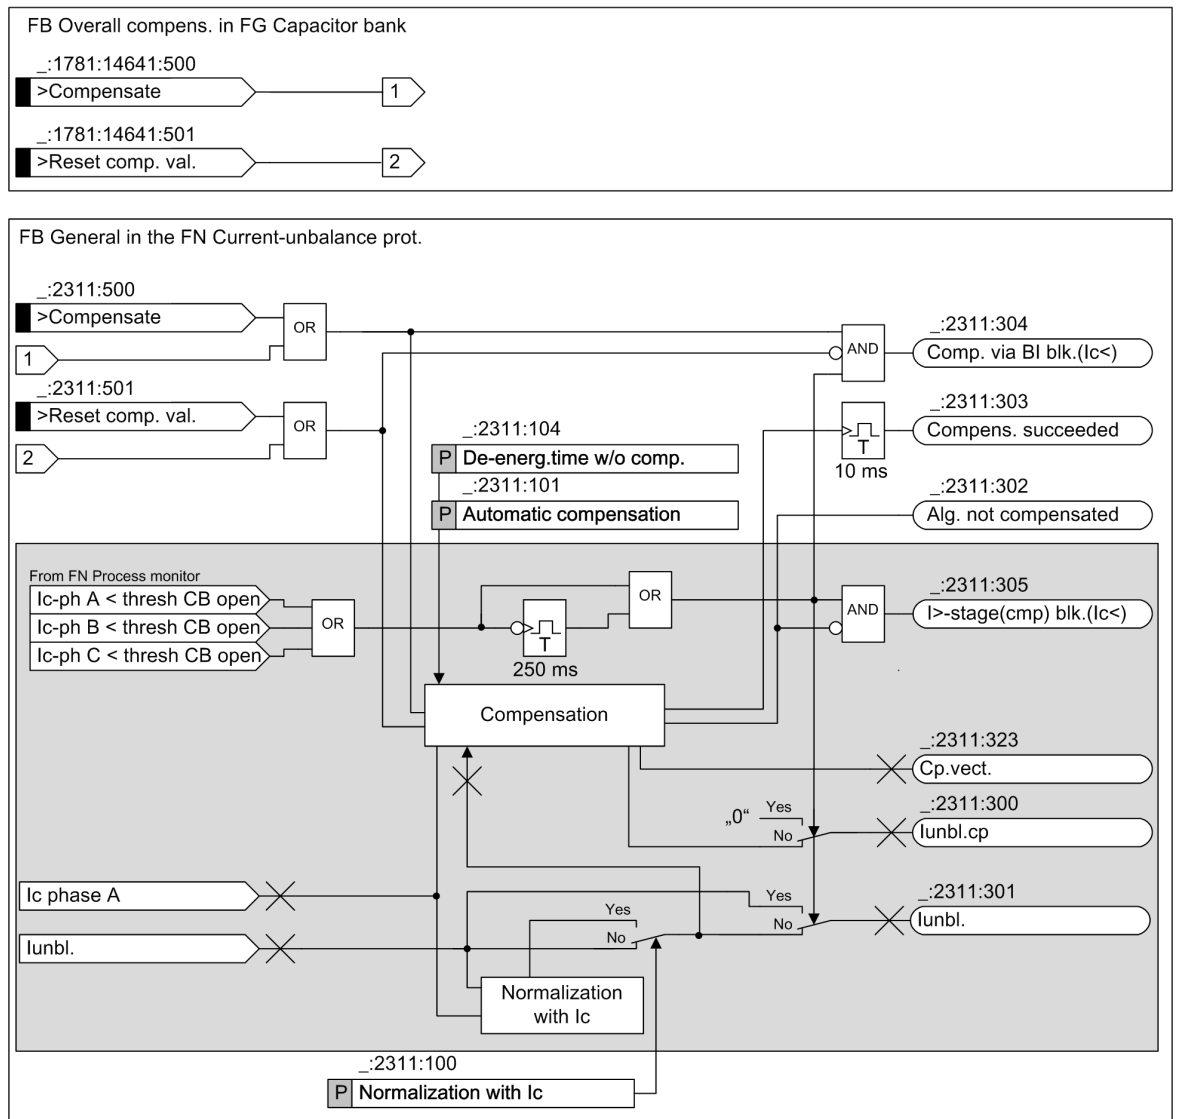 FB Overall compens. in FG Capacitor bank
_:1781:14641:500
>Compensate
1
_:1781:14641:501
>Reset comp. val.
2
FB General in the FN Current-unbalance prot.
_:2311:500
>Compensate
OR
1
_:2311:304
AND
Comp. via BI blk.(Ic<)
_:2311:501
>Reset comp. val.
OR
2
_:2311:303
Compens. succeeded
T
10 ms
_:2311:104
P De-energ.time w/o comp.
_:2311:101
P Automatic compensation
_:2311:302
Alg. not compensated
From FN Process monitor
Ic-ph A < thresh CB open
Ic-ph B < thresh CB open
Ic-ph C < thresh CB open
OR
T
250 ms
OR
_:2311:305
AND
I>-stage(cmp) blk.(Ic<)
Compensation
_:2311:323
Cp.vect.
_:2311:300
„0“
Yes
No
Iunbl.cp
Ic phase A
_:2311:301
Yes
No
Iunbl.
Yes
No
Iunbl.
Normalization
with Ic
_:2311:100
P Normalization with Ic